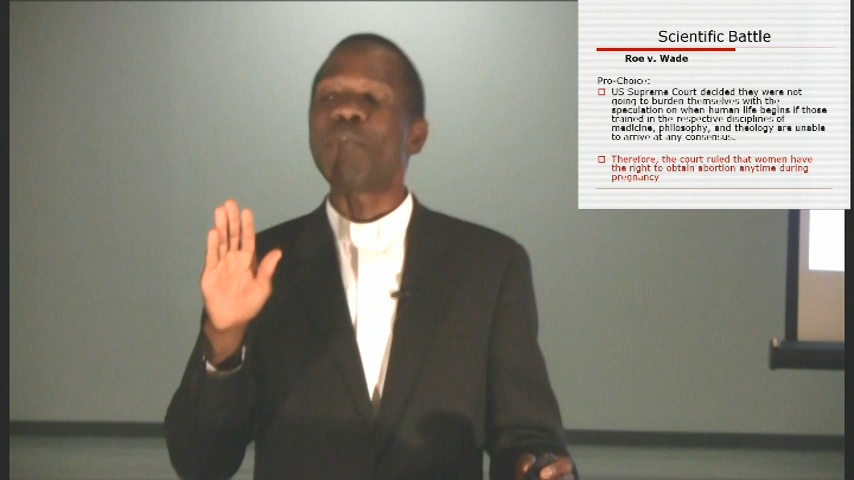 Scientific Battle
Roe v. Wade
Pro-Choice:
US Supreme Court decided they were not
going to burden themselves with the
speculation on when human life begins if those
trained in the respective disciplines of
medicine, philosophy, and theology are unable
to arrive at any consensus.
Therefore, the court ruled that women have
the right to obtain abortion anytime during
pregnancy